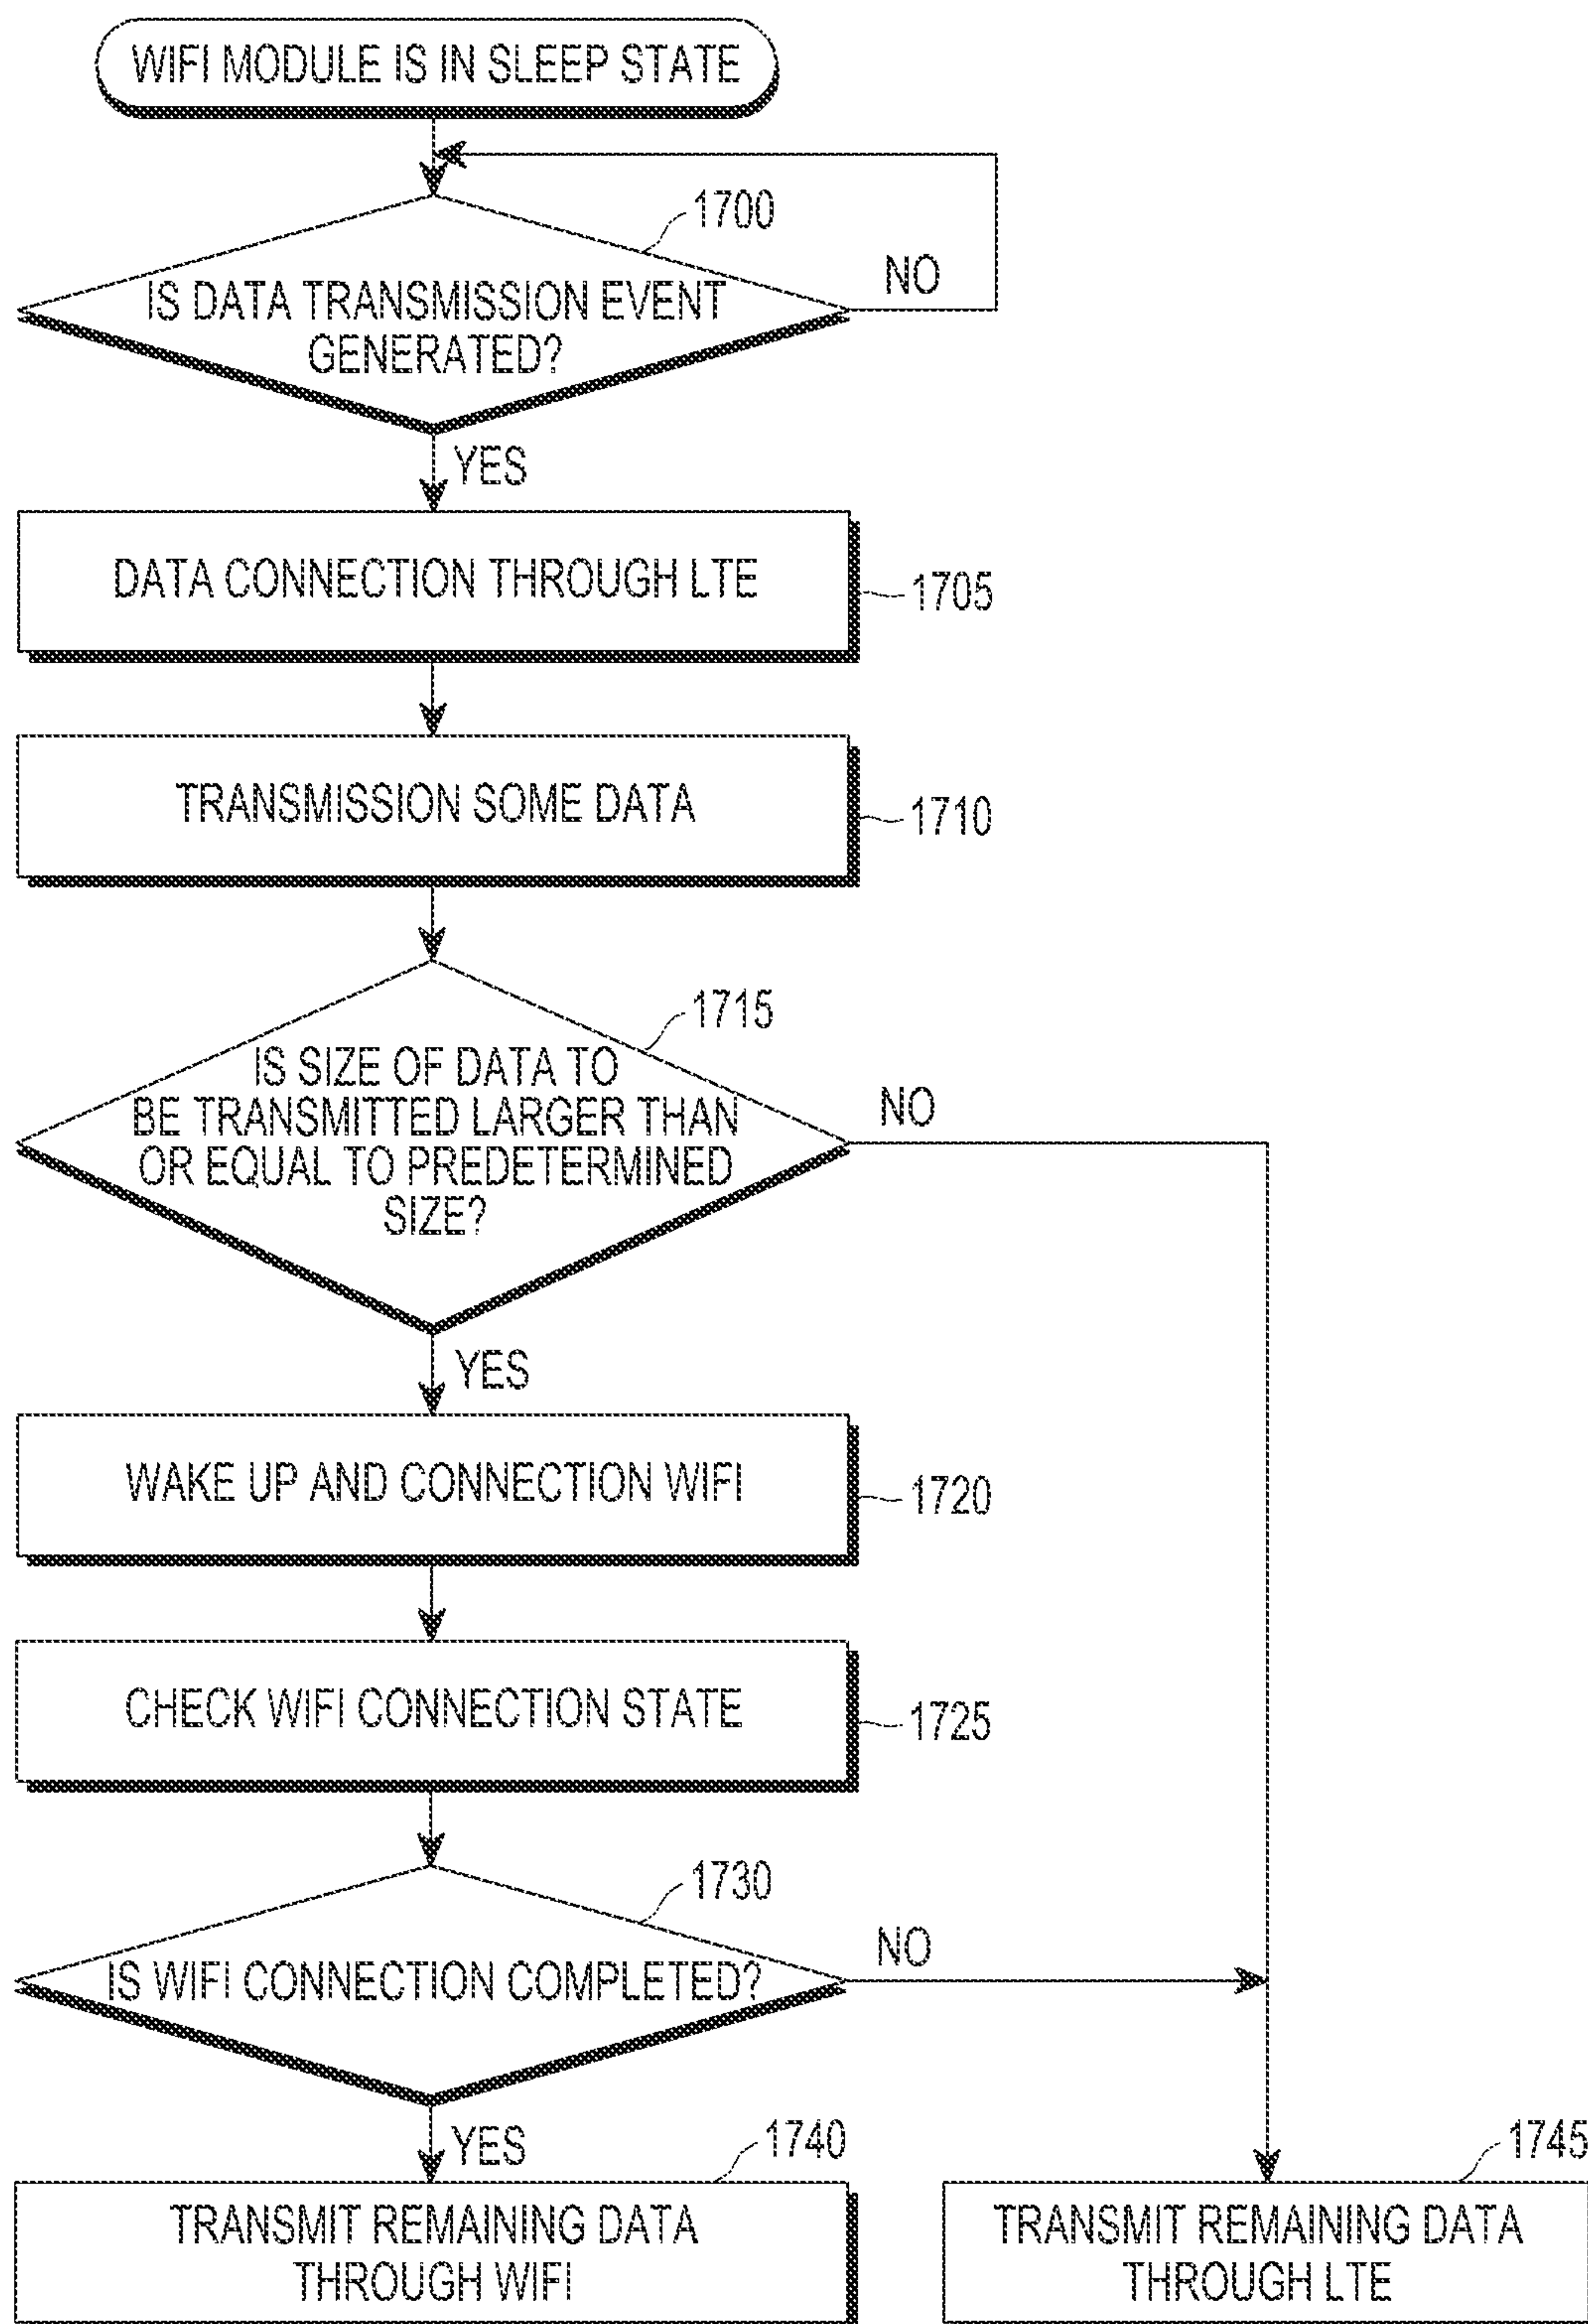 WIFI MODULE IS IN SLEEP STATE
1700
NO
IS DATA TRANSMISSION EVENT
GENERATED?
YES
DATA CONNECTION THROUGH LTE
1705
TRANSMISSION SOME DATA
1710
1715
IS SIZE OF DATA TO
BE TRANSMITTED LARGER THAN
OR EQUAL TO PREDETERMINED
SIZE?
NO
YES
WAKE UP AND CONNECTION WIFI
1720
CHECK WIFI CONNECTION STATE
1725
1730
NO
IS WIFI CONNECTION COMPLETED?
YES
1740
1745
TRANSMIT REMAINING DATA
THROUGH WIFI
TRANSMIT REMAINING DATA
THROUGH LTE